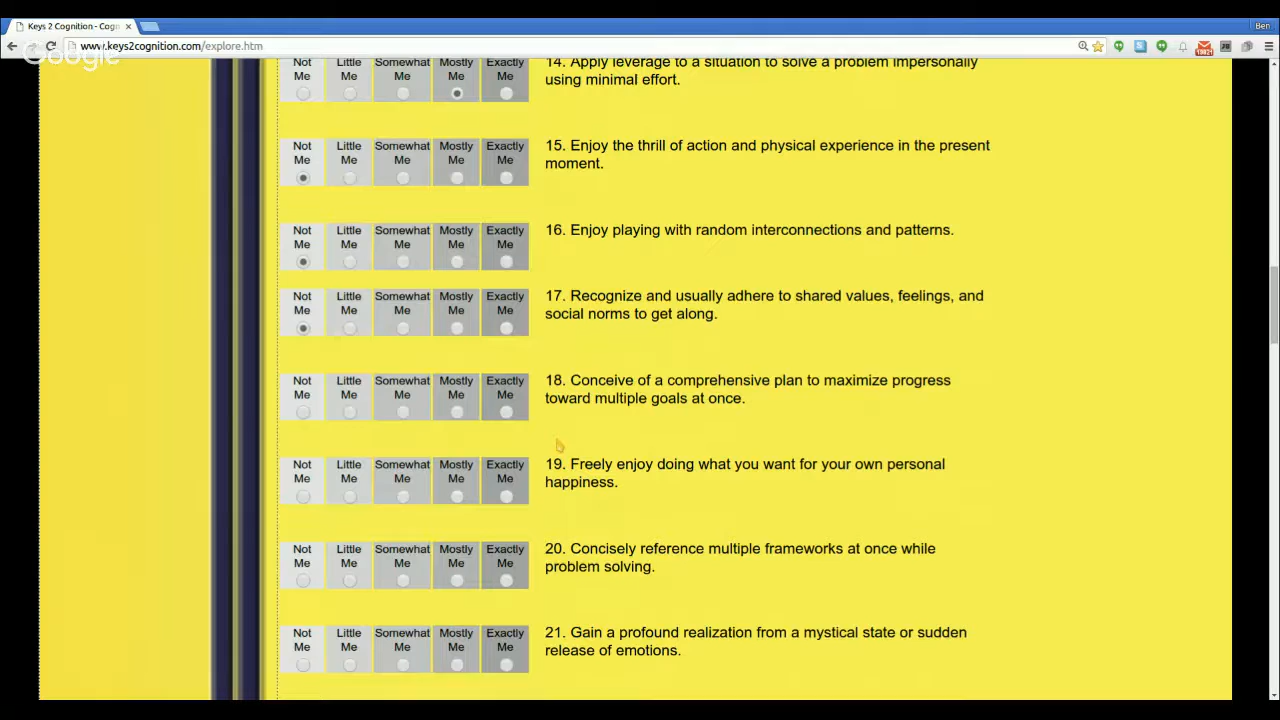 Keys 2 Cognition - Cogn
Ben
www.keys2cognition.com/explore.htm
Google
Not Little Somewhat Mostly Exactly
Me Me Me Me Me
14. Apply leverage to a situation to solve a problem impersonally
using minimal effort.
Not Little Somewhat Mostly Exactly
Me Me Me Me Me
15. Enjoy the thrill of action and physical experience in the present
moment.
Not Little Somewhat Mostly Exactly
Me Me Me Me Me
16. Enjoy playing with random interconnections and patterns.
Not Little Somewhat Mostly Exactly
Me Me Me Me Me
17. Recognize and usually adhere to shared values, feelings, and
social norms to get along.
Not Little Somewhat Mostly Exactly
Me Me Me Me Me
18. Conceive of a comprehensive plan to maximize progress
toward multiple goals at once.
Not Little Somewhat Mostly Exactly
Me Me Me Me Me
19. Freely enjoy doing what you want for your own personal
happiness.
Not Little Somewhat Mostly Exactly
Me Me Me Me Me
20. Concisely reference multiple frameworks at once while
problem solving.
Not Little Somewhat Mostly Exactly
Me Me Me Me Me
21. Gain a profound realization from a mystical state or sudden
release of emotions.